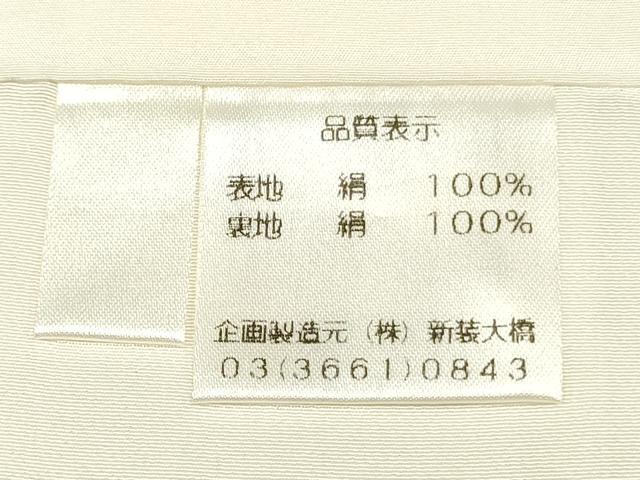 品質表示
表地 絹 100%
裏地 絹 100%
企画製造元（株）新装大橋
03(3661)0843